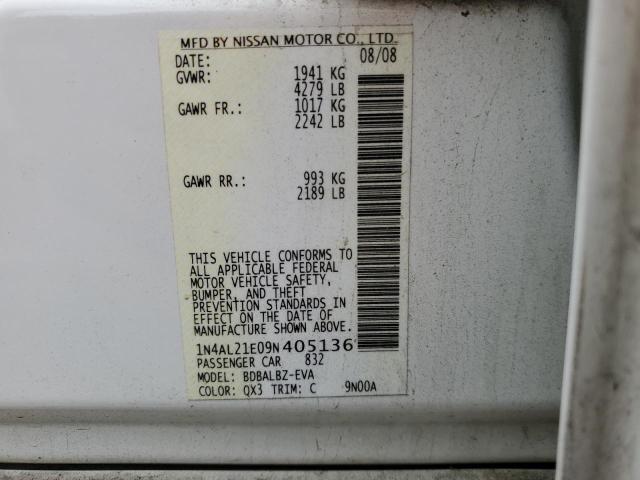 MFD BY NISSAN MOTOR CO., LTD.
DATE: 08/08
GVWR: 1941 KG
4279 LB
GAWR FR.: 1017 KG
2242 LB
GAWR RR.: 993 KG
2189 LB
THIS VEHICLE CONFORMS TO
ALL APPLICABLE FEDERAL
MOTOR VEHICLE SAFETY,
BUMPER, AND THEFT
PREVENTION STANDARDS IN
EFFECT ON THE DATE OF
MANUFACTURE SHOWN ABOVE.
1N4AL21E09N405136
PASSENGER CAR 832
MODEL: BDBALBZ-EVA
COLOR: QX3 TRIM: C 9N00A